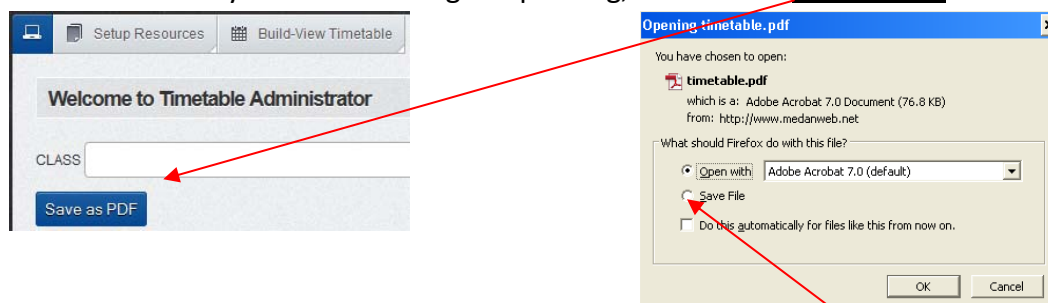 Setup Resources Build-View Timetable
Welcome to Timetable Administrator
CLASS
Save as PDF
Opening timetable.pdf
You have chosen to open:
timetable.pdf
which is a: Adobe Acrobat 7.0 Document (76.8 KB)
from: http://www.medanweb.net
What should Firefox do with this file?
Open with Adobe Acrobat 7.0 (default)
Save File
Do this automatically for files like this from now on.
OK Cancel